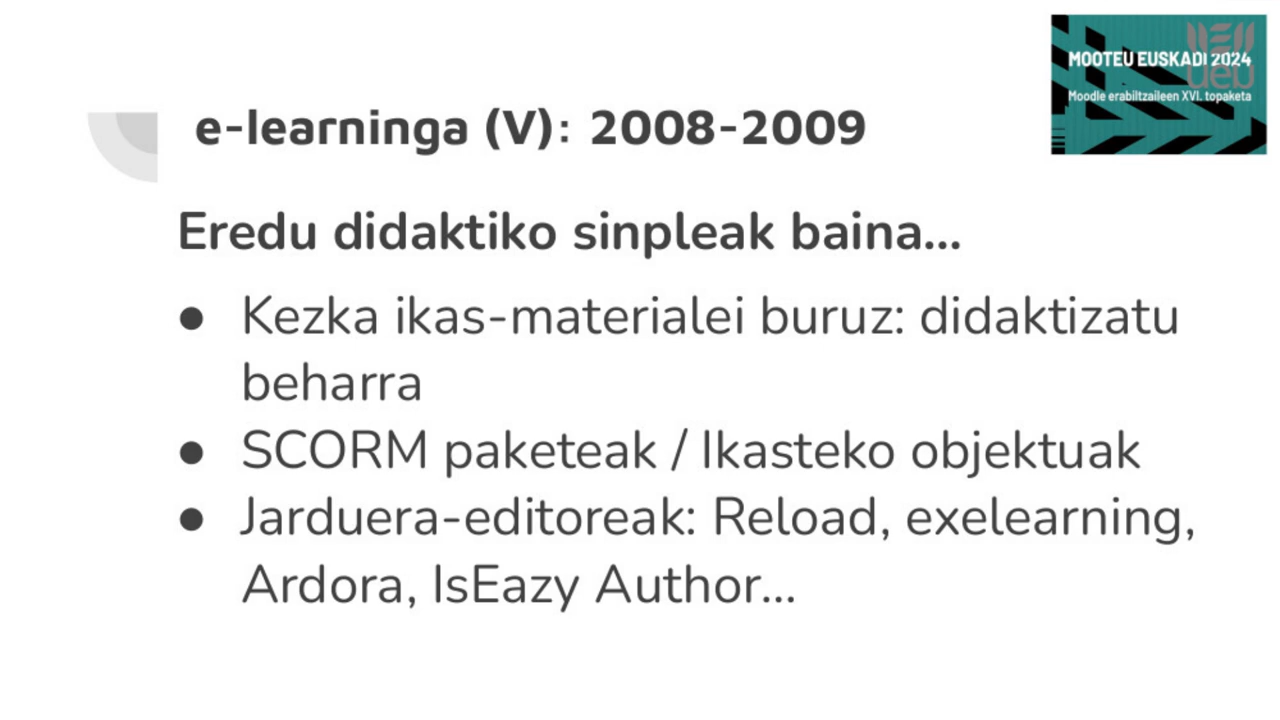 MOOTEU EUSKADI 2024
ueu
Moodle erabiltzaileen XVI. topaketa
e-learninga (V): 2008-2009
Eredu didaktiko sinpleak baina...
● Kezka ikas-materialei buruz: didaktizatu
beharra
● SCORM paketeak / Ikasteko objektuak
● Jarduera-editoreak: Reload, exelearning,
Ardora, IsEazy Author...